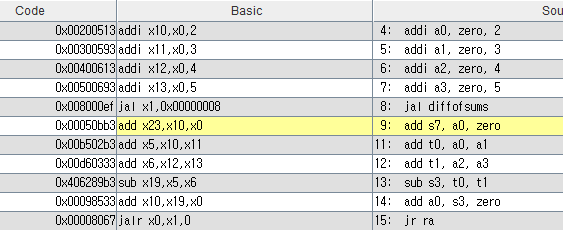 Code Basic Sou
0x00200513 addi x10,x0,2 4: addi a0, zero, 2
0x00300593 addi x11,x0,3 5: addi a1, zero, 3
0x00400613 addi x12,x0,4 6: addi a2, zero, 4
0x00500693 addi x13,x0,5 7: addi a3, zero, 5
0x008000ef jal x1,0x00000008 8: jal diffofsums
0x00050bb3 add x23,x10,x0 9: add s7, a0, zero
0x00b502b3 add x5,x10,x11 11: add t0, a0, a1
0x00d60333 add x6,x12,x13 12: add t1, a2, a3
0x406289b3 sub x19,x5,x6 13: sub s3, t0, t1
0x00098533 add x10,x19,x0 14: add a0, s3, zero
0x00008067 jalr x0,x1,0 15: jr ra